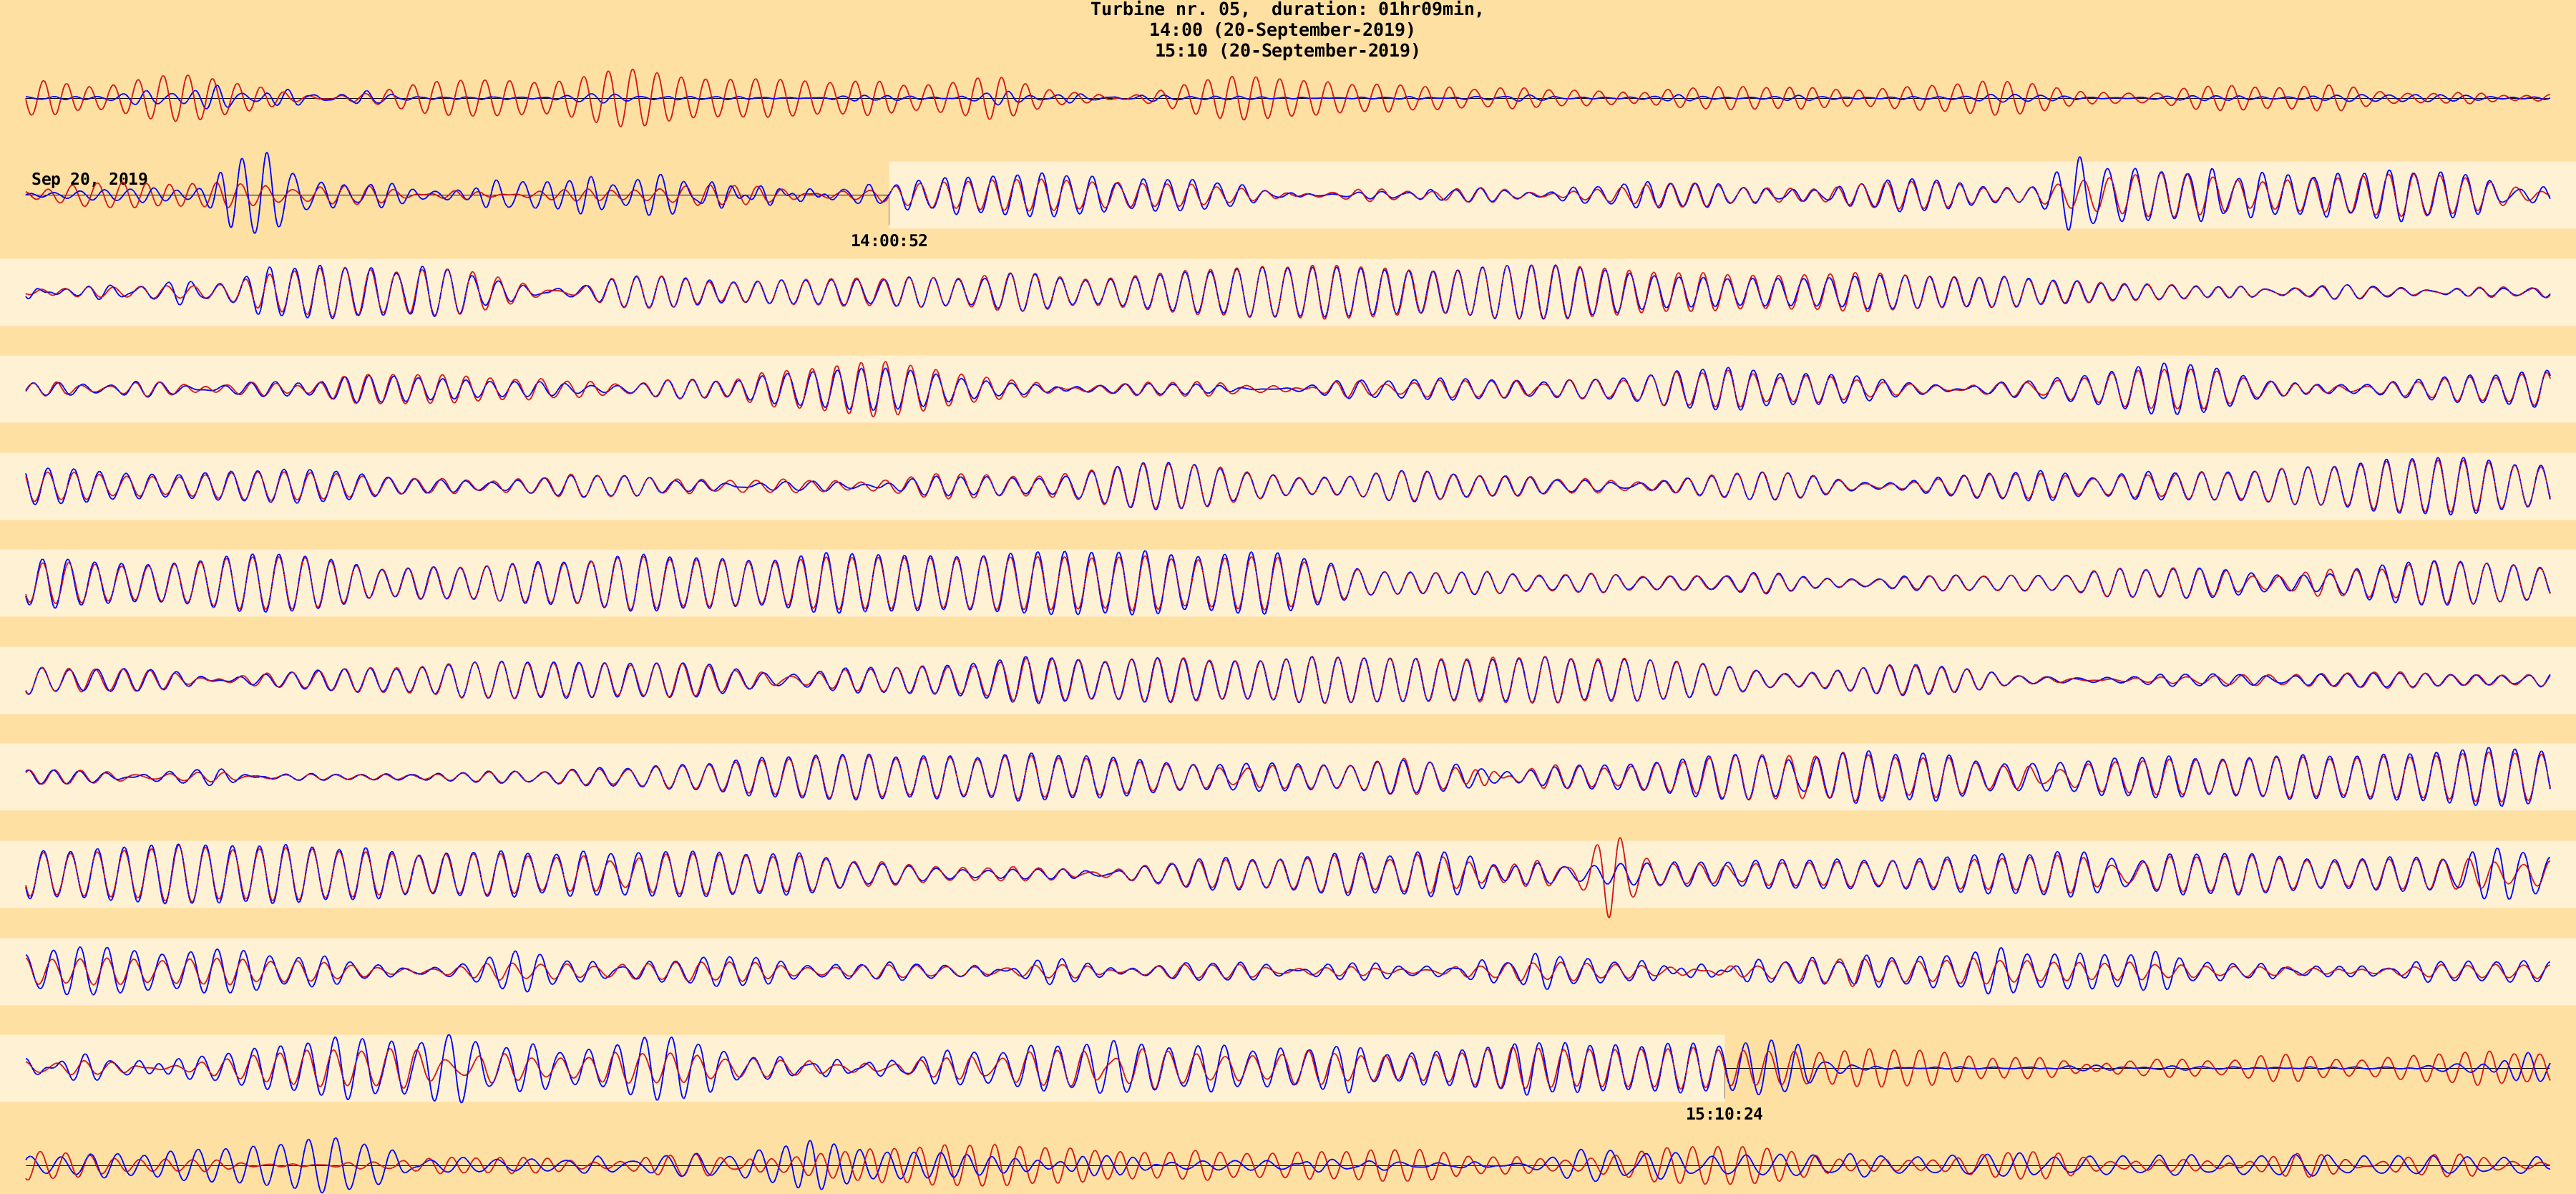 Turbine nr. 05,  duration: 01hr09min,
14:00 (20-September-2019)
15:10 (20-September-2019)
Sep 20, 2019
14:00:52
15:10:24